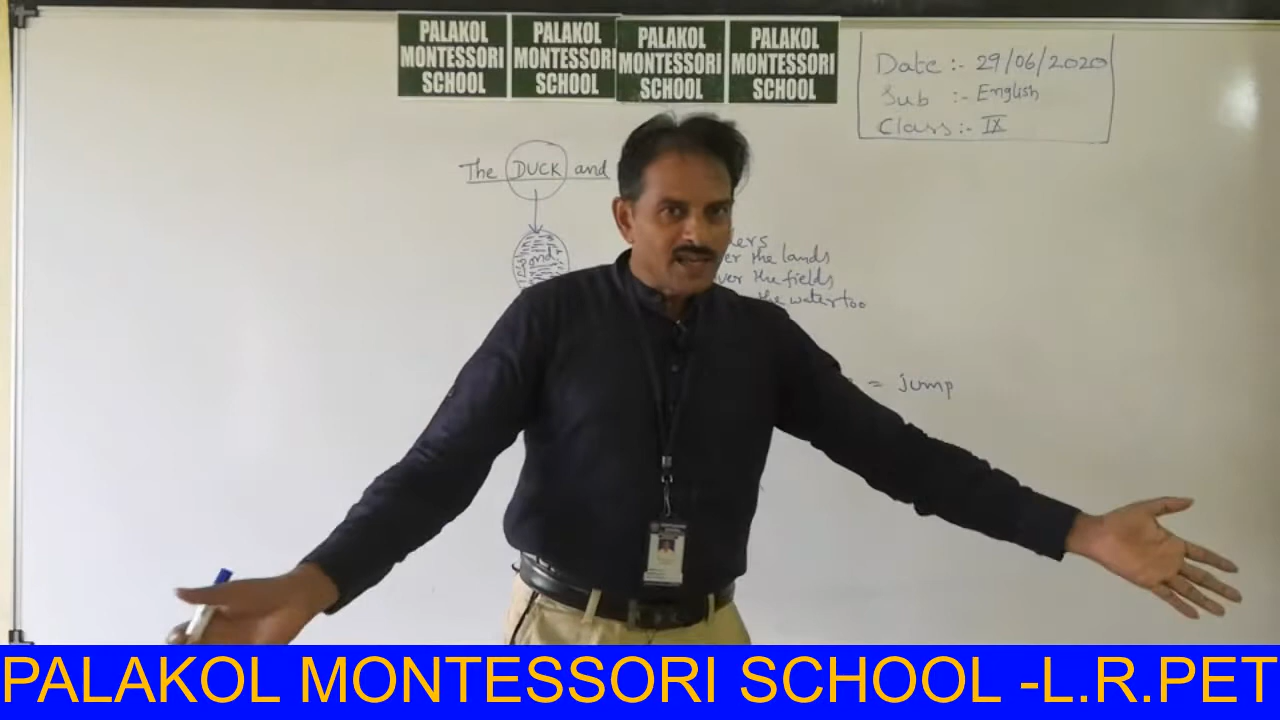 PALAKOL
MONTESSORI
SCHOOL
PALAKOL
MONTESSORI
SCHOOL
PALAKOL
MONTESSORI
SCHOOL
PALAKOL
MONTESSORI
SCHOOL
Date :- 29/06/2020
Sub :- English
Class :- IX
The DUCK and
the lands
the fields
the water too
= jump
PALAKOL MONTESSORI SCHOOL -L.R.PET